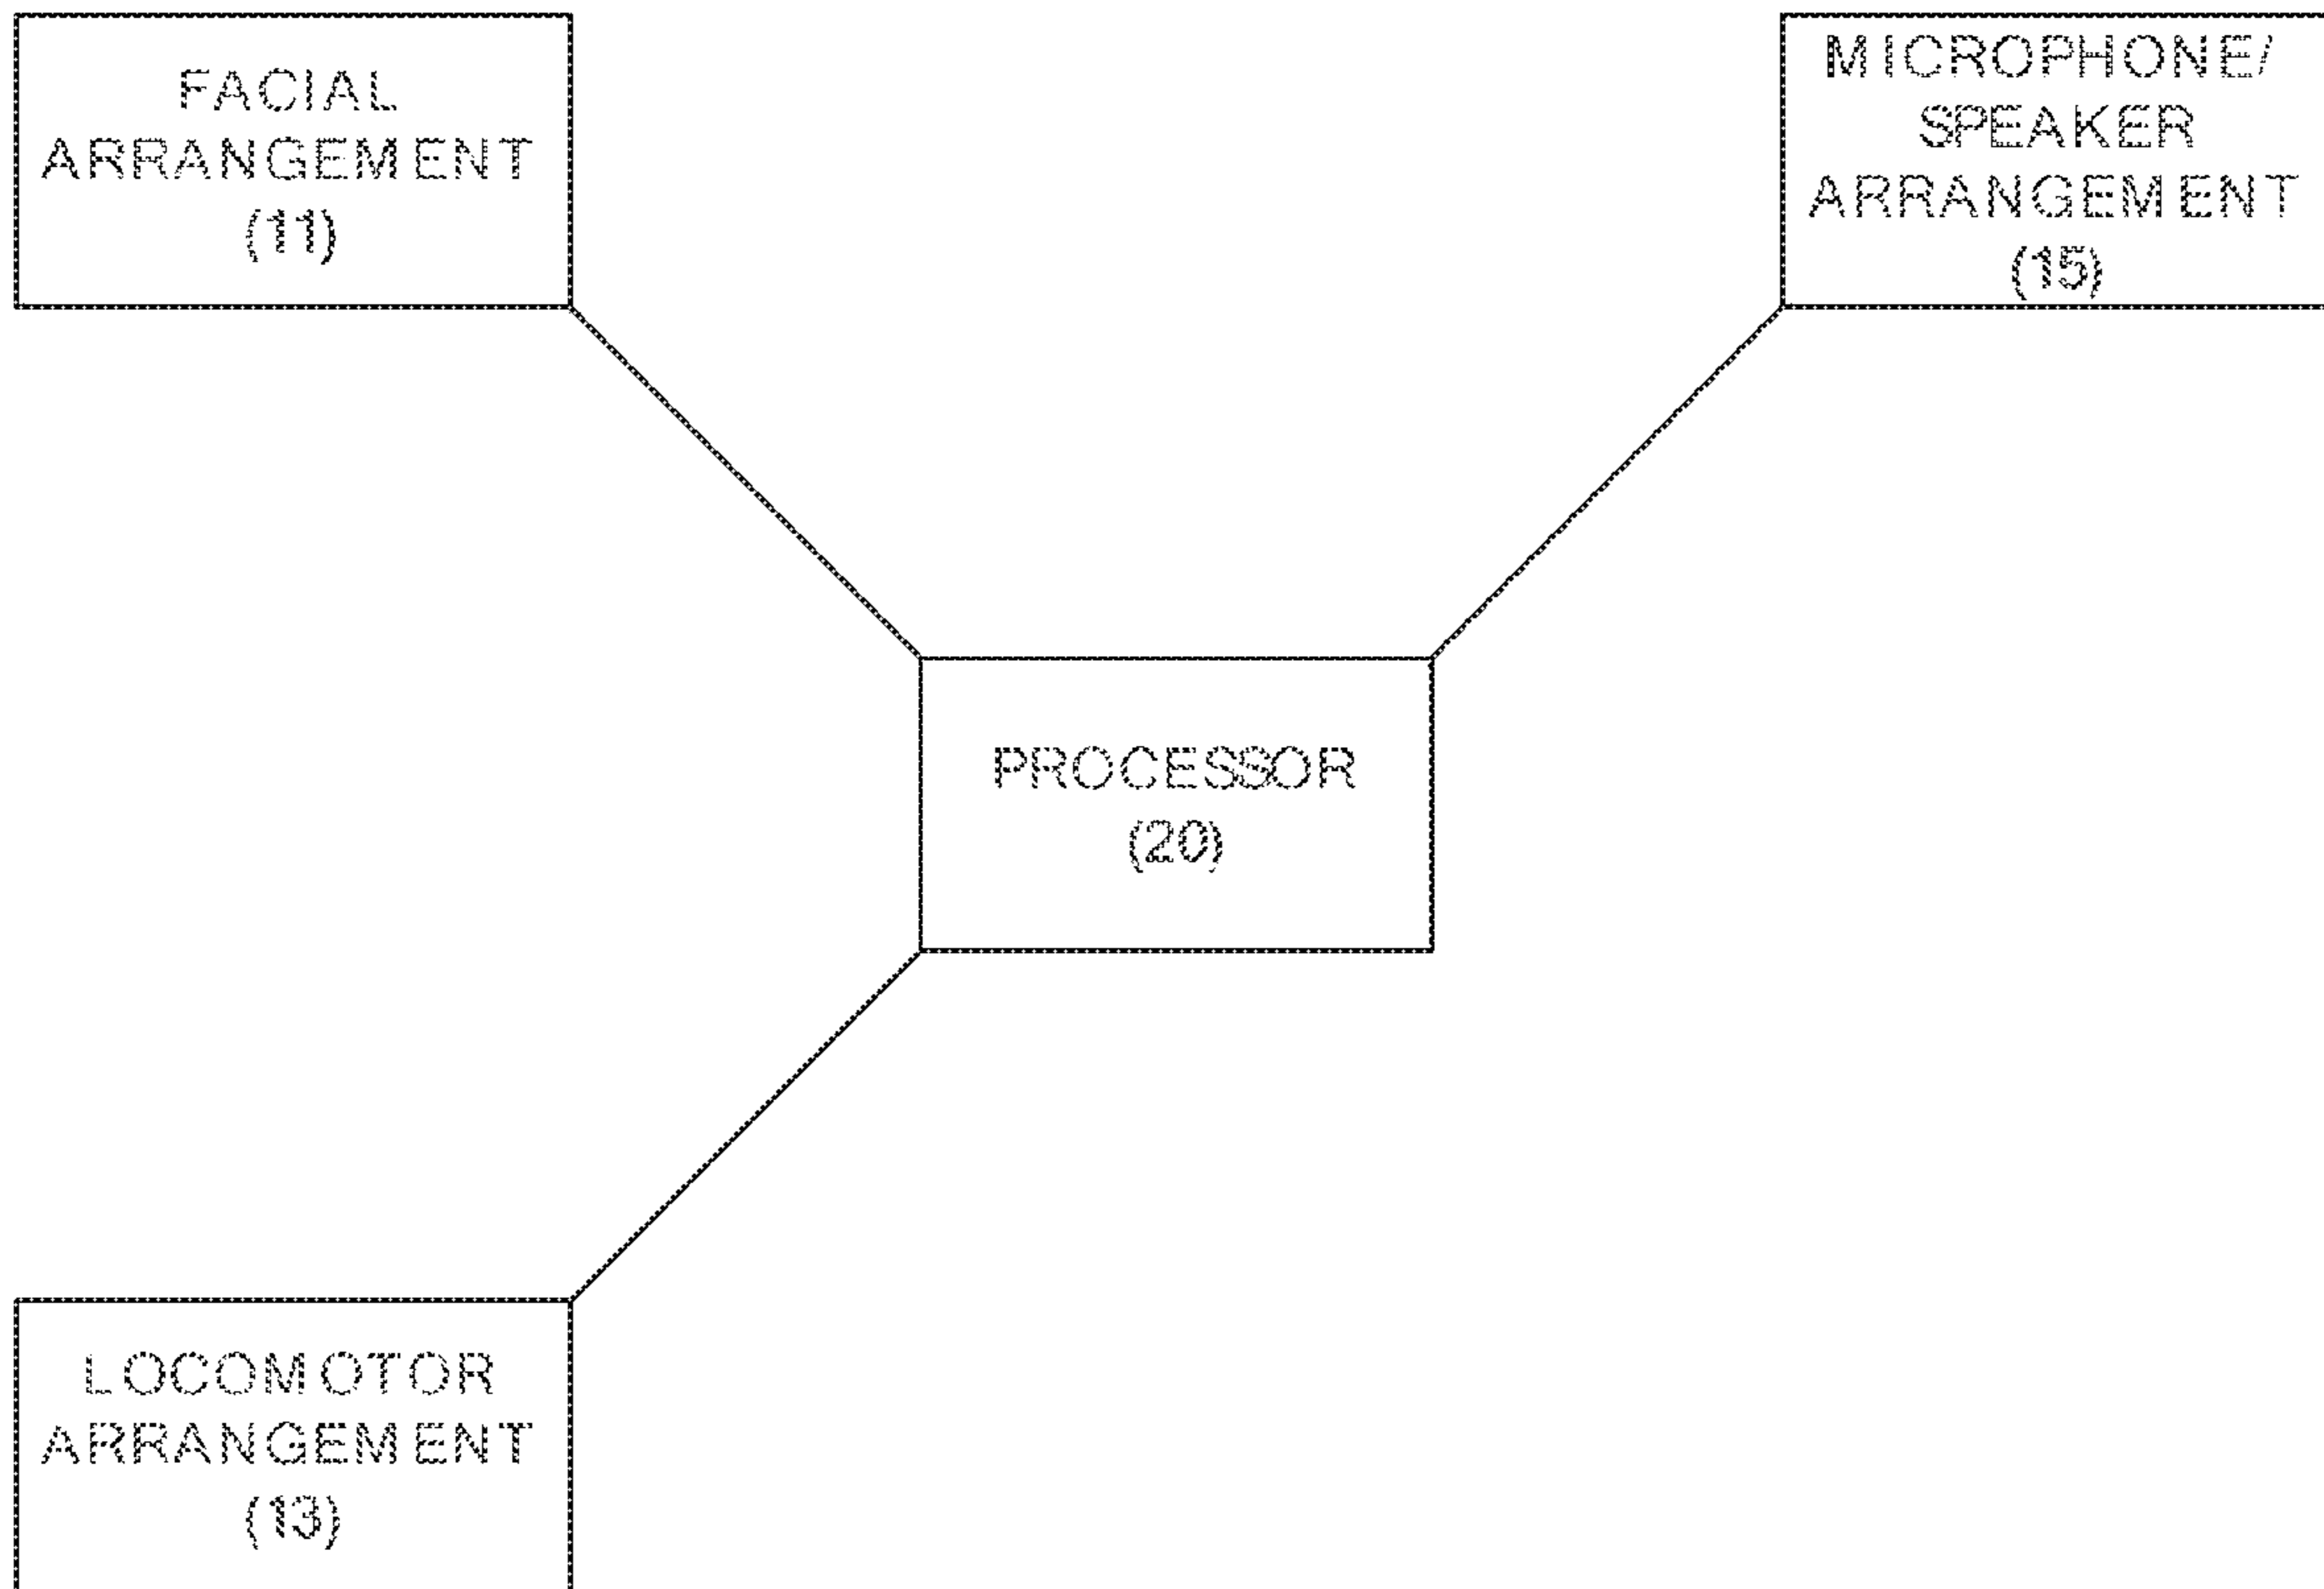 FACIAL
ARRANGEMENT
(11)
MICROPHONE/
SPEAKER
ARRANGEMENT
(15)
PROCESSOR
(20)
LOCOMOTOR
ARRANGEMENT
(13)